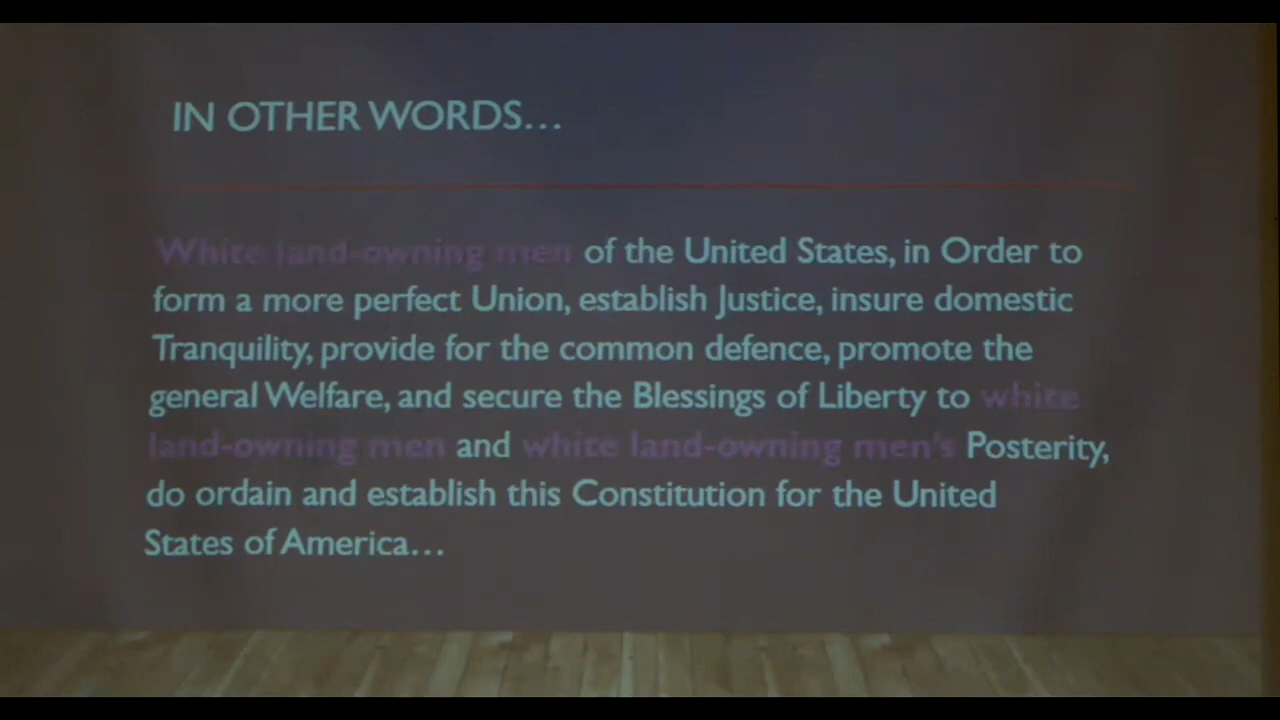 IN OTHER WORDS...
White land-owning men of the United States, in Order to
form a more perfect Union, establish Justice, insure domestic
Tranquility, provide for the common defence, promote the
general Welfare, and secure the Blessings of Liberty to white
land-owning men and white land-owning men's Posterity,
do ordain and establish this Constitution for the United
States of America...